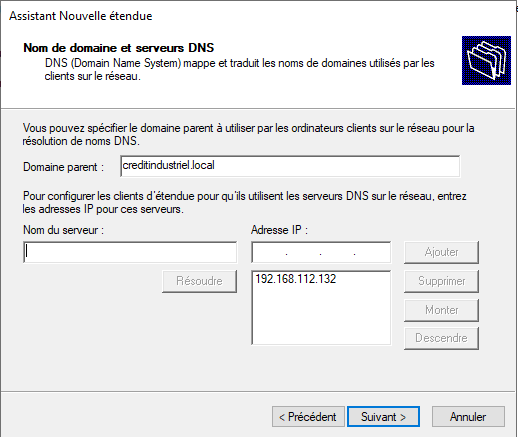 Assistant Nouvelle étendue
Nom de domaine et serveurs DNS
DNS (Domain Name System) mappe et traduit les noms de domaines utilisés par les
clients sur le réseau.
Vous pouvez spécifier le domaine parent à utiliser par les ordinateurs clients sur le réseau pour la
résolution de noms DNS.
Domaine parent : creditindustriel.local
Pour configurer les clients d'étendue pour qu'ils utilisent les serveurs DNS sur le réseau, entrez
les adresses IP pour ces serveurs.
Nom du serveur : Adresse IP :
. . . Ajouter
Résoudre 192.168.112.132 Supprimer
Monter
Descendre
< Précédent Suivant > Annuler